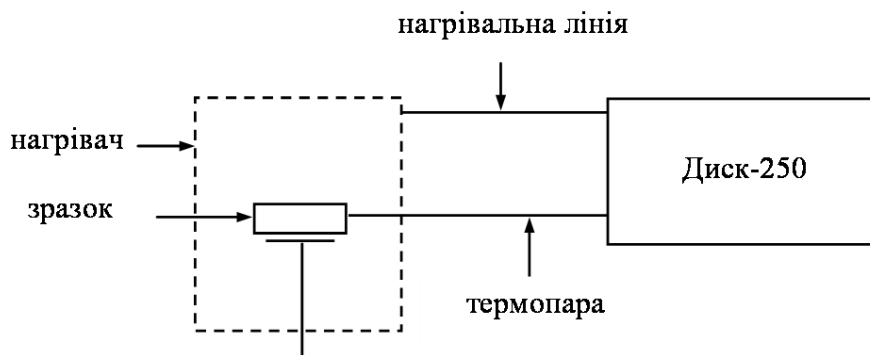 нагрівальна лінія
нагрівач
Диск-250
зразок
термопара